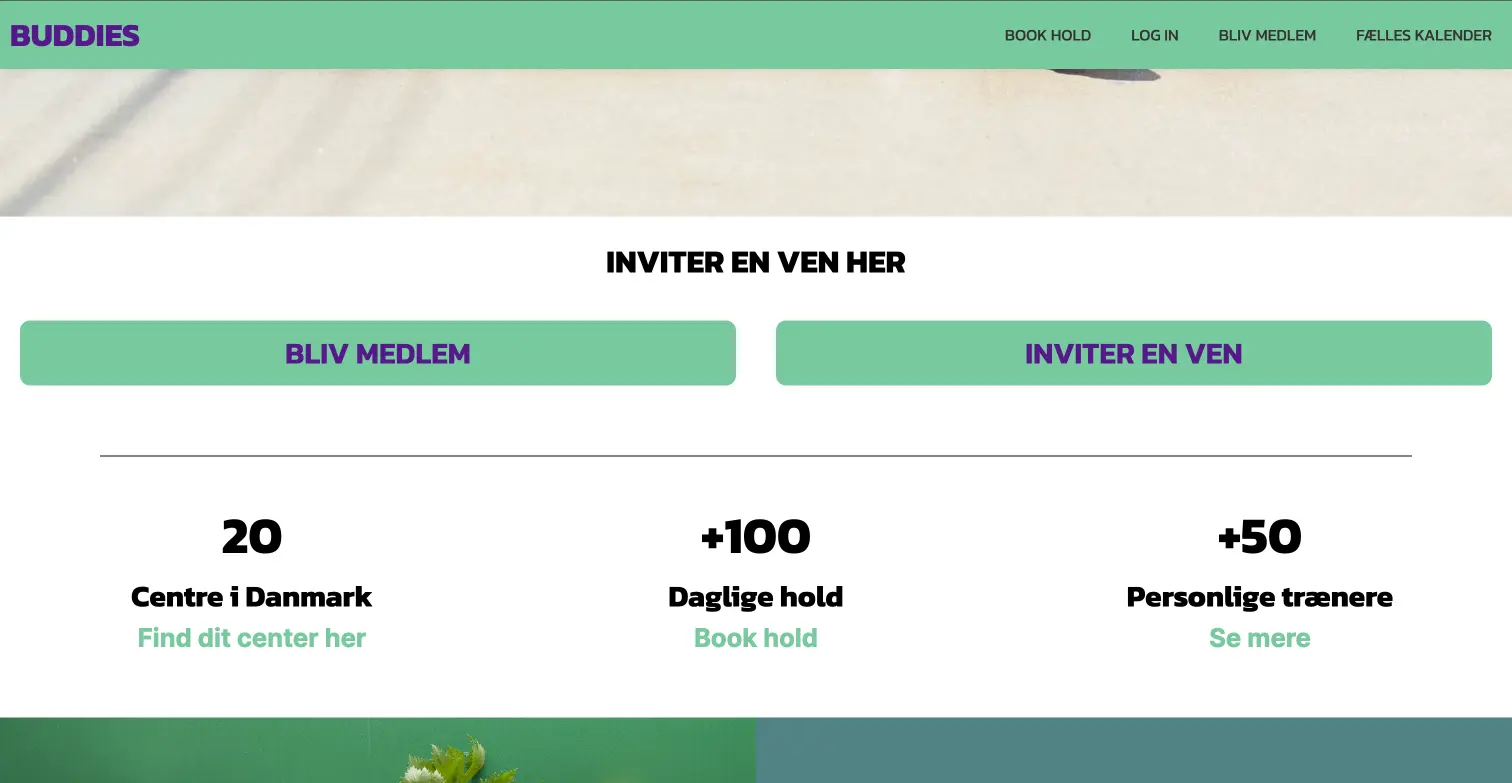 BUDDIES
BOOK HOLD
LOG IN
BLIV MEDLEM
FÆLLES KALENDER
INVITER EN VEN HER
BLIV MEDLEM
INVITER EN VEN
20
Centre i Danmark
Find dit center her
+100
Daglige hold
Book hold
+50
Personlige trænere
Se mere